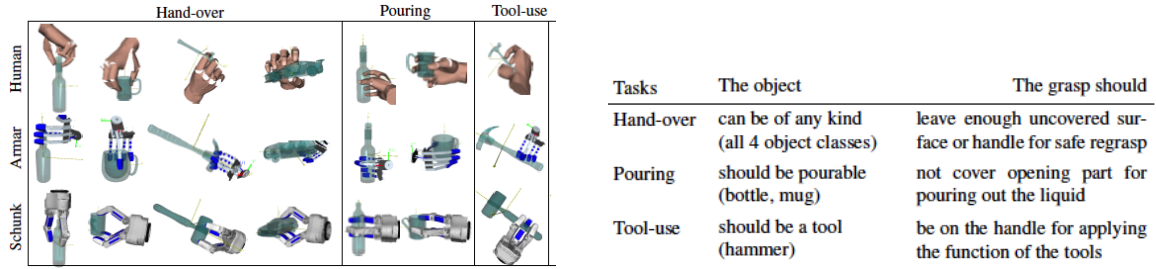 Hand-over Pouring Tool-use
Human
Armar
Schunk
Tasks The object The grasp should
Hand-over can be of any kind leave enough uncovered sur-
(all 4 object classes) face or handle for safe regrasp
Pouring should be pourable not cover opening part for
(bottle, mug) pouring out the liquid
Tool-use should be a tool be on the handle for applying
(hammer) the function of the tools